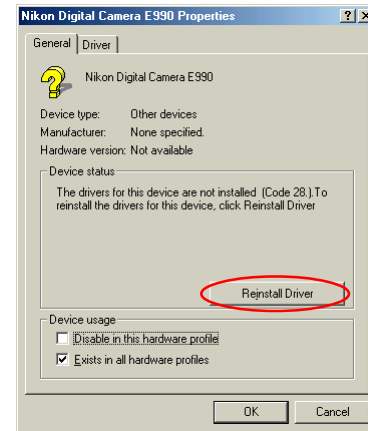 Nikon Digital Camera E990 Properties
General Driver
Nikon Digital Camera E990
Device type: Other devices
Manufacturer: None specified.
Hardware version: Not available
Device status
The drivers for this device are not installed (Code 28.).To
reinstall the drivers for this device, click Reinstall Driver
Reinstall Driver
Device usage
Disable in this hardware profile
Exists in all hardware profiles
OK Cancel